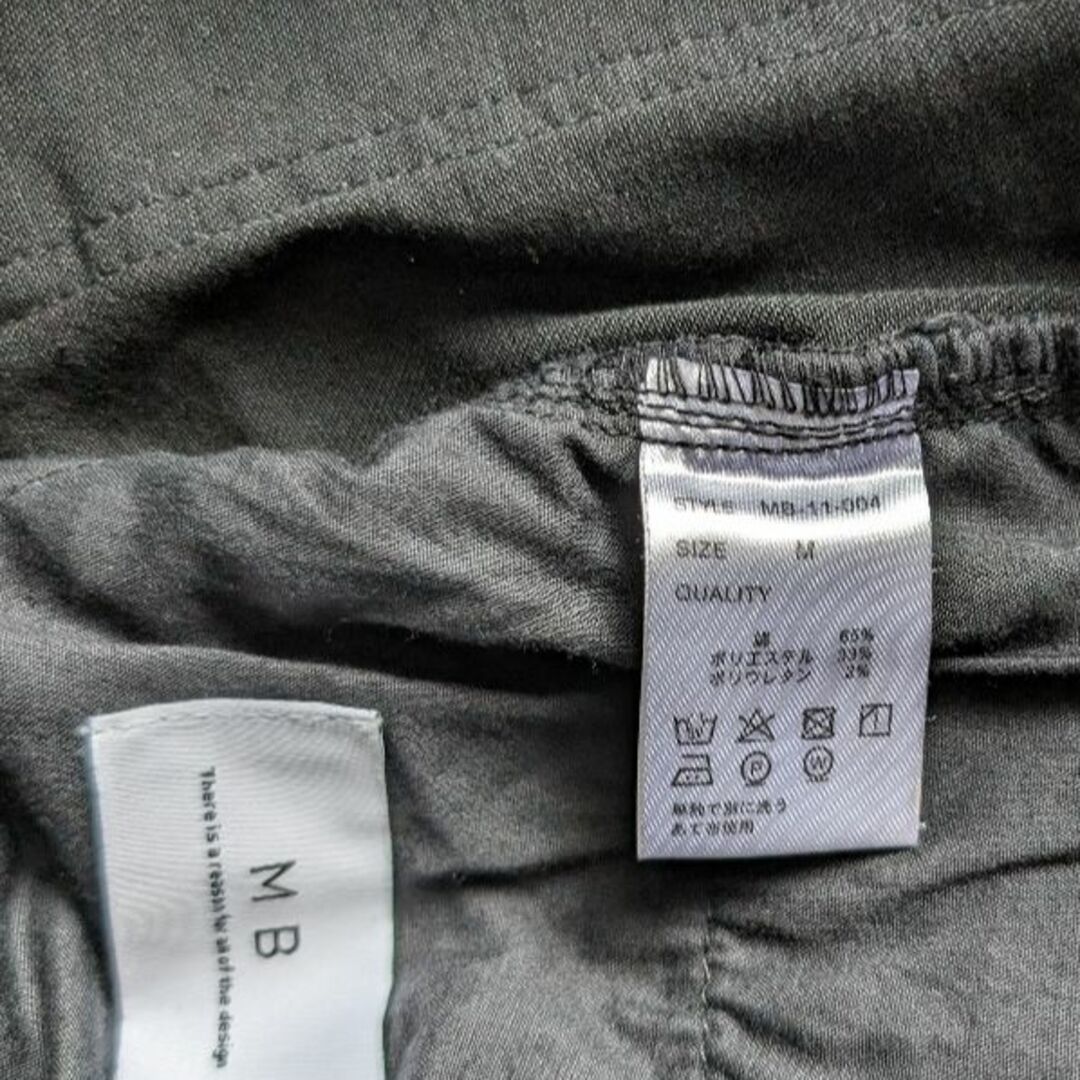 STYLE MB-11-004
SIZE M
QUALITY
綿 65%
ポリエステル 33%
ポリウレタン 2%
P W
単独で別に洗う
あて布使用
MB
There is a reason for all of the design